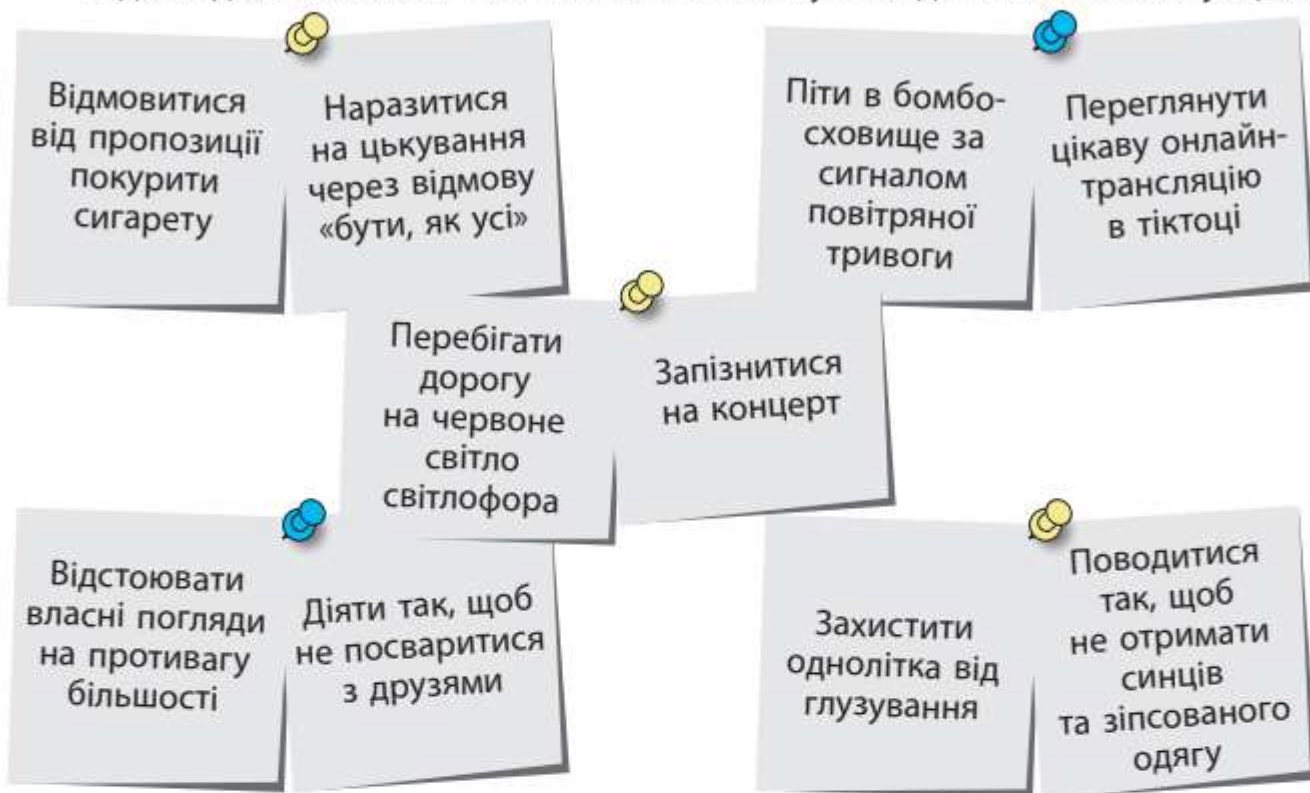 Відмовитися
від пропозиції
покурити
сигарету
Наразитися
на цькування
через відмову
«бути, як усі»
Піти в бомбо-
сховище за
сигналом
повітряної
тривоги
Переглянути
цікаву онлайн-
трансляцію
в тіктоці
Перебігати
дорогу
на червоне
світло
світлофора
Запізнитися
на концерт
Відстоювати
власні погляди
на противагу
більшості
Діяти так, щоб
не посваритися
з друзями
Захистити
однолітка від
глузування
Поводитися
так, щоб
не отримати
синців
та зіпсованого
одягу